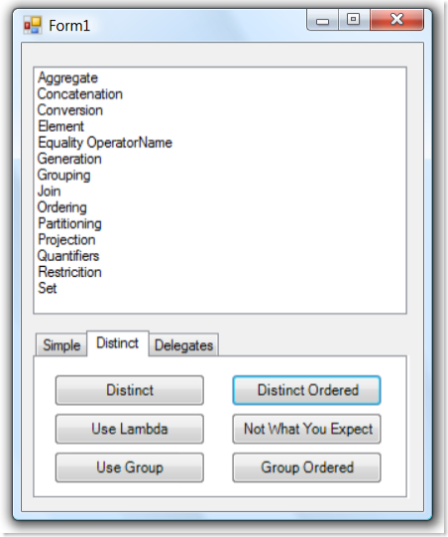 Form1
Aggregate
Concatenation
Conversion
Element
Equality OperatorName
Generation
Grouping
Join
Ordering
Partitioning
Projection
Quantifiers
Restricition
Set
Simple Distinct Delegates
Distinct Distinct Ordered
Use Lambda Not What You Expect
Use Group Group Ordered